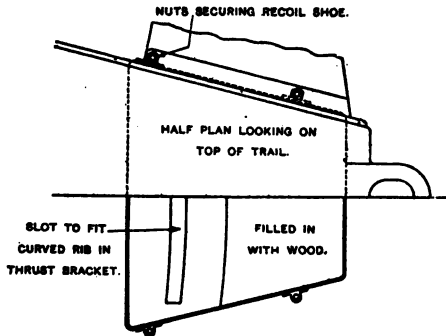 NUTS SECURING RECOIL SHOE.
HALF PLAN LOOKING ON
TOP OF TRAIL.
SLOT TO FIT
CURVED RIB IN
THRUST BRACKET.
FILLED IN
WITH WOOD.